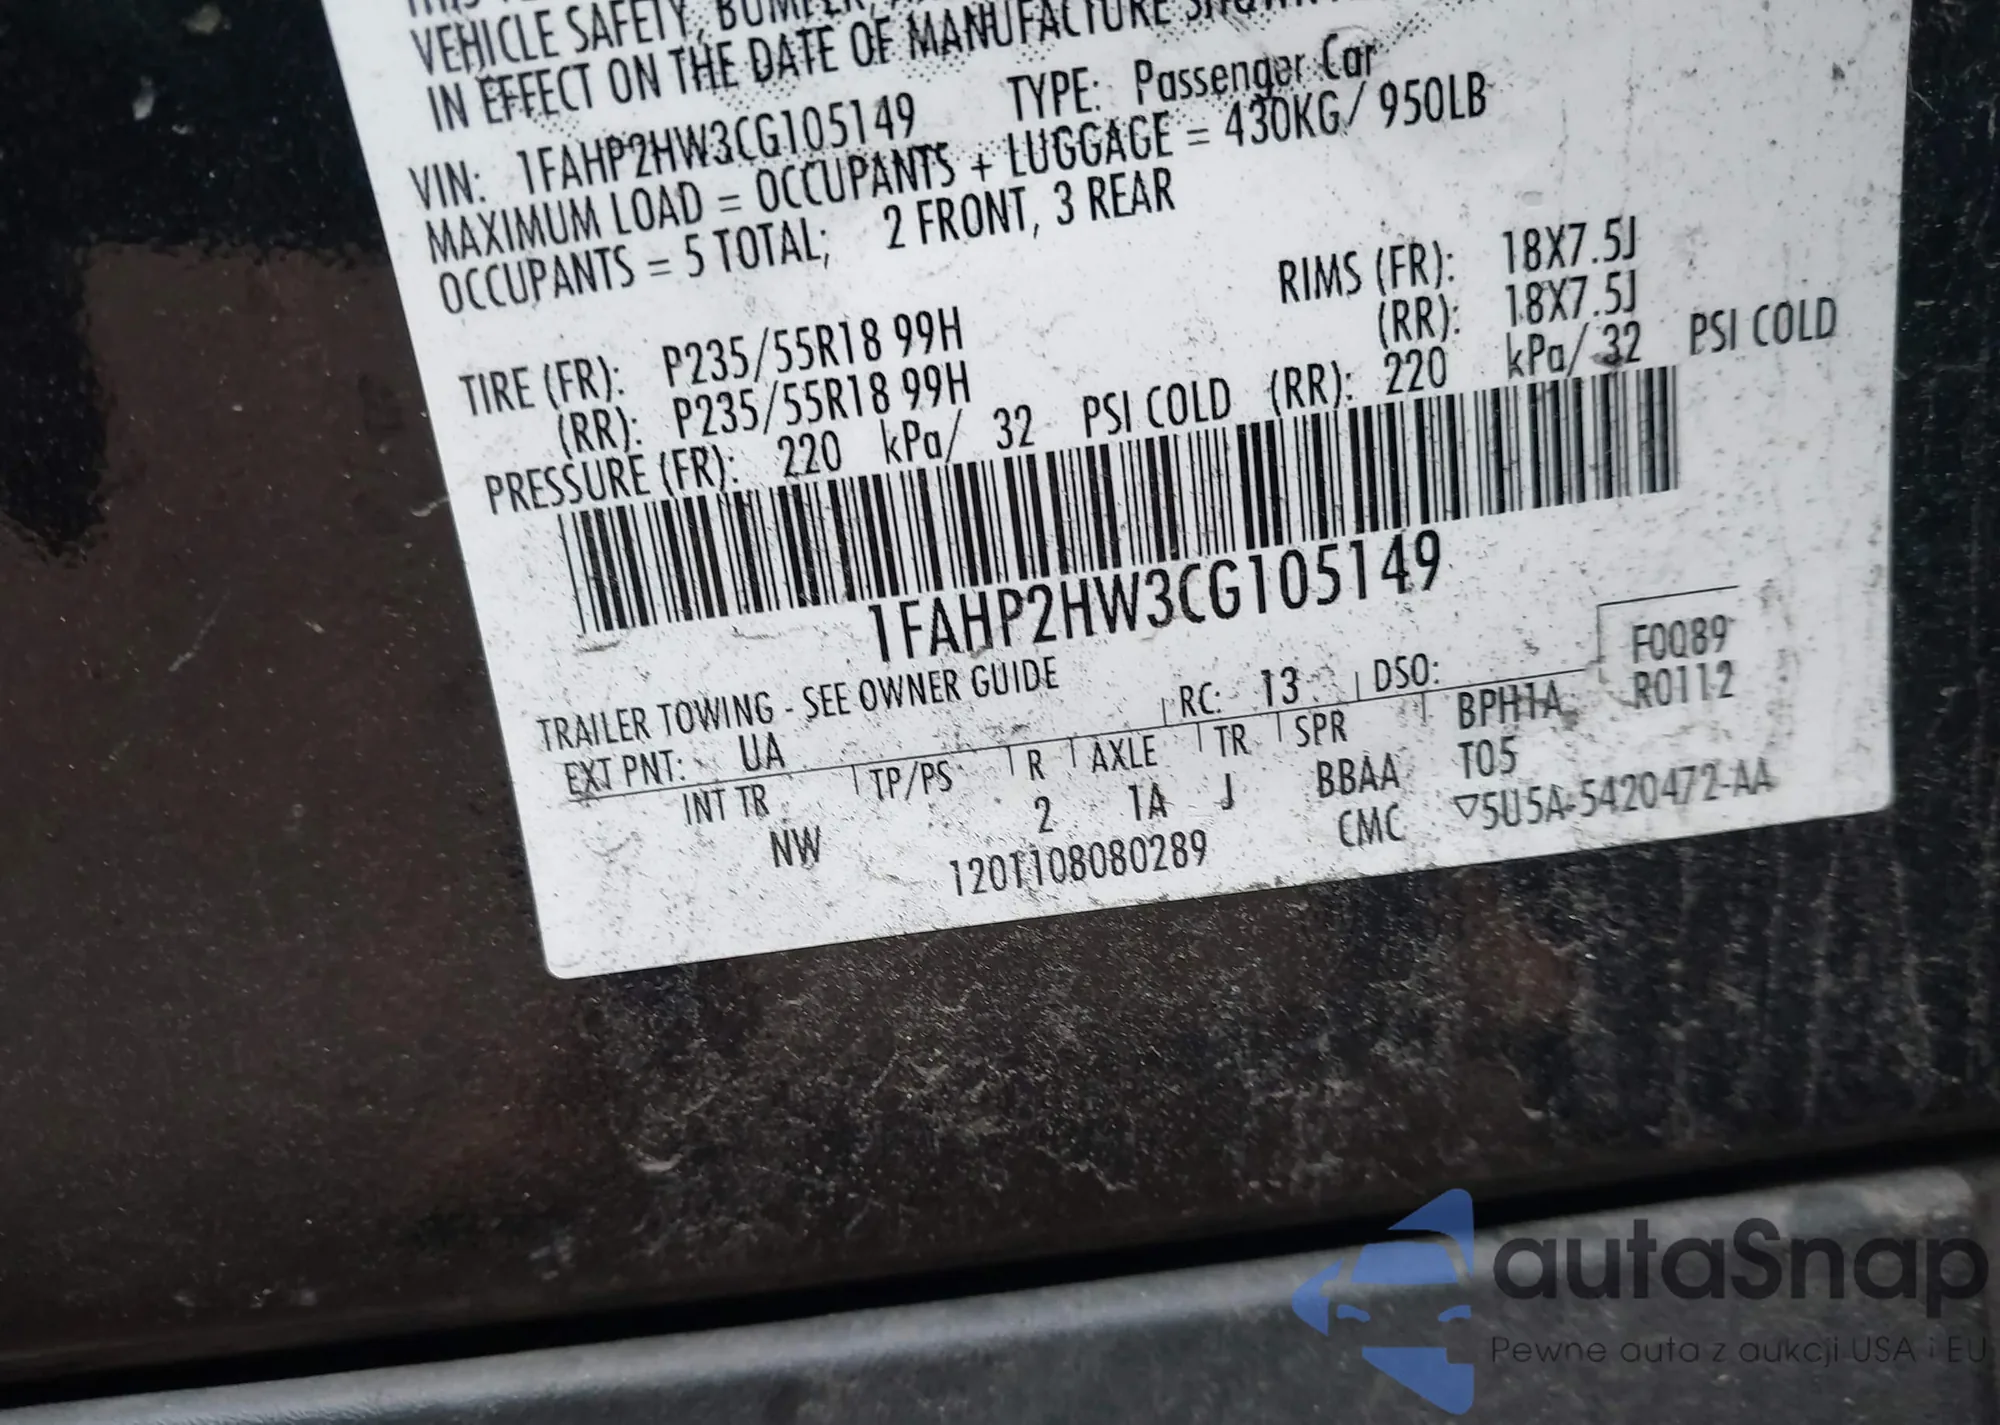 VEHICLE SAFETY, BUMPER,
IN EFFECT ON THE DATE OF MANUFACTURE SHOWN
VIN: 1FAHP2HW3CG105149 TYPE: Passenger Car
MAXIMUM LOAD = OCCUPANTS + LUGGAGE = 430KG/ 950LB
OCCUPANTS = 5 TOTAL; 2 FRONT, 3 REAR
TIRE (FR): P235/55R18 99H RIMS (FR): 18X7.5J
(RR): P235/55R18 99H (RR): 18X7.5J
PRESSURE (FR): 220 kPa/ 32 PSI COLD (RR): 220 kPa/ 32 PSI COLD
1FAHP2HW3CG105149
TRAILER TOWING - SEE OWNER GUIDE
F0089
EXT PNT: UA RC: 13 DSO: R0112
INT TR TP/PS R AXLE TR SPR BPH1A
NW 2 1A J BBAA T05
1201108080289 CMC ▽5U5A-5420472-AA
autaSnap
Pewne auta z aukcji USA i EU